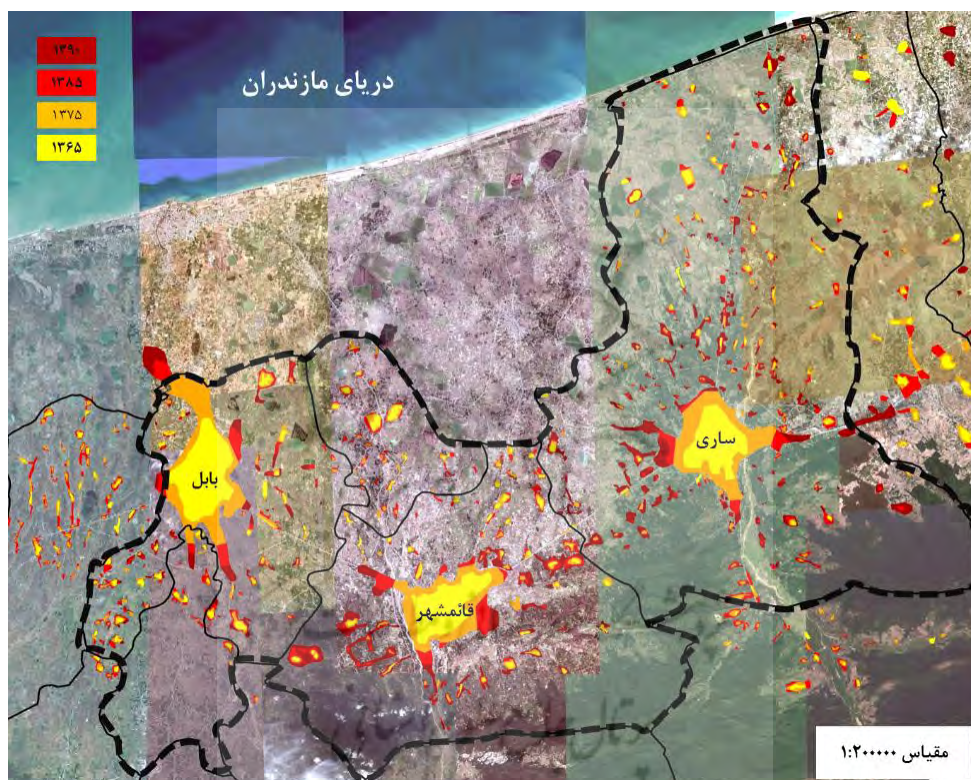 ۱۳۹۰
۱۳۸۵
۱۳۷۵
۱۳۶۵
دریای مازندران
ساری
بابل
قائمشهر
مقیاس ۱:۲۰۰۰۰۰